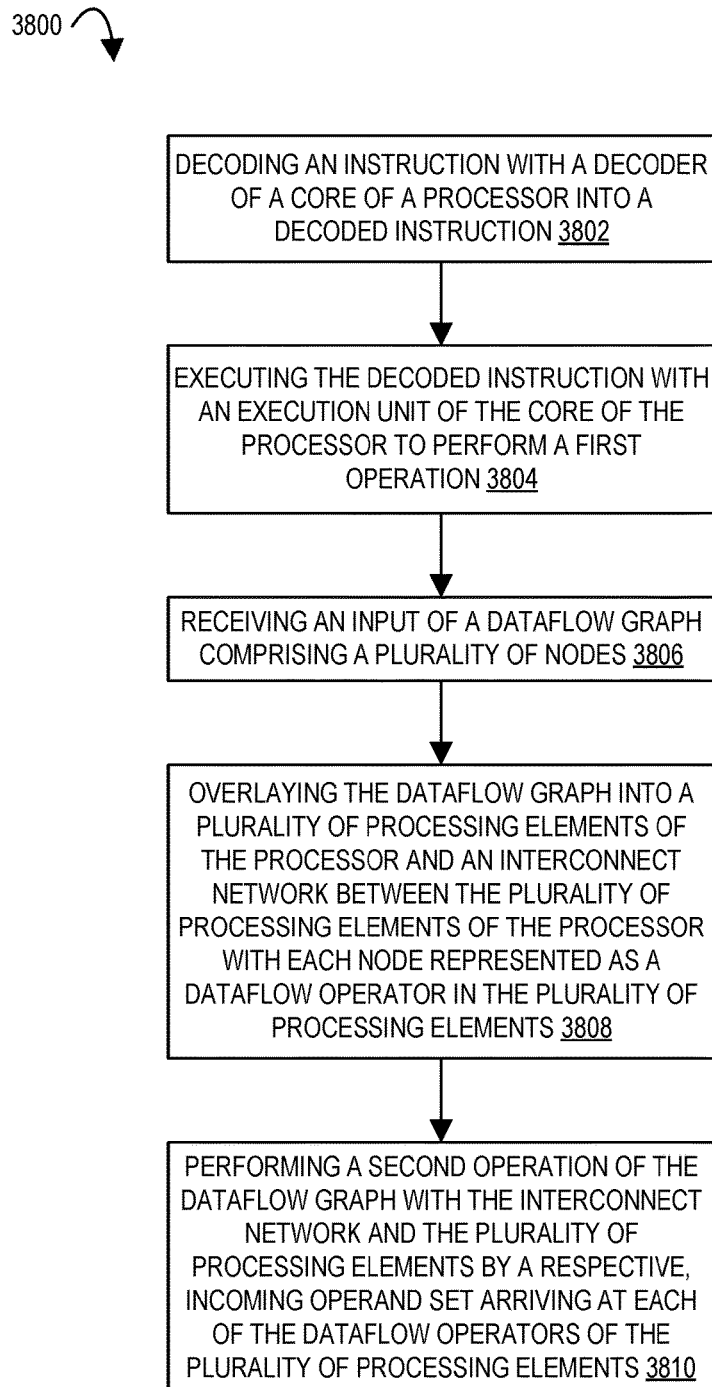 3800
DECODING AN INSTRUCTION WITH A DECODER
OF A CORE OF A PROCESSOR INTO A
DECODED INSTRUCTION 3802
EXECUTING THE DECODED INSTRUCTION WITH
AN EXECUTION UNIT OF THE CORE OF THE
PROCESSOR TO PERFORM A FIRST
OPERATION 3804
RECEIVING AN INPUT OF A DATAFLOW GRAPH
COMPRISING A PLURALITY OF NODES 3806
OVERLAYING THE DATAFLOW GRAPH INTO A
PLURALITY OF PROCESSING ELEMENTS OF
THE PROCESSOR AND AN INTERCONNECT
NETWORK BETWEEN THE PLURALITY OF
PROCESSING ELEMENTS OF THE PROCESSOR
WITH EACH NODE REPRESENTED AS A
DATAFLOW OPERATOR IN THE PLURALITY OF
PROCESSING ELEMENTS 3808
PERFORMING A SECOND OPERATION OF THE
DATAFLOW GRAPH WITH THE INTERCONNECT
NETWORK AND THE PLURALITY OF
PROCESSING ELEMENTS BY A RESPECTIVE,
INCOMING OPERAND SET ARRIVING AT EACH
OF THE DATAFLOW OPERATORS OF THE
PLURALITY OF PROCESSING ELEMENTS 3810